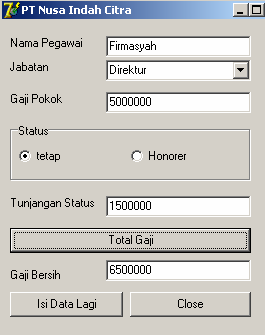 PT Nusa Indah Citra
Nama Pegawai Firmasyah
Jabatan Direktur
Gaji Pokok 5000000
Status
tetap Honorer
Tunjangan Status 1500000
Total Gaji
Gaji Bersih 6500000
Isi Data Lagi Close